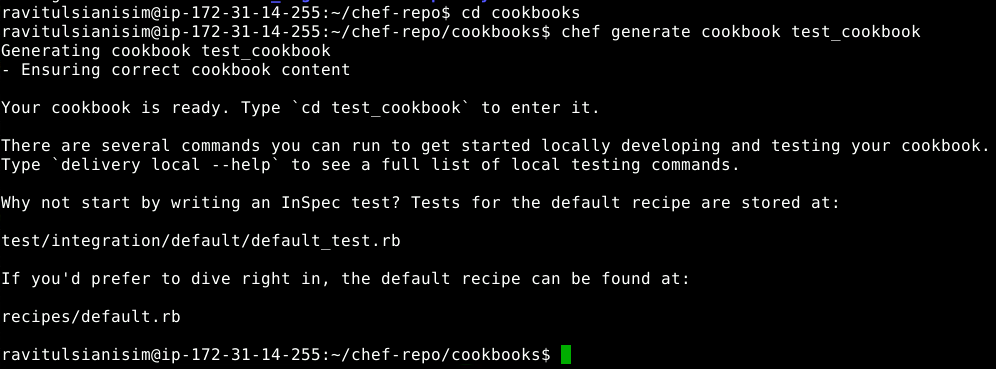 ravitulsianisim@ip-172-31-14-255:~/chef-repo$ cd cookbooks
ravitulsianisim@ip-172-31-14-255:~/chef-repo/cookbooks$ chef generate cookbook test_cookbook
Generating cookbook test_cookbook
- Ensuring correct cookbook content
Your cookbook is ready. Type `cd test_cookbook` to enter it.
There are several commands you can run to get started locally developing and testing your cookbook.
Type `delivery local --help` to see a full list of local testing commands.
Why not start by writing an InSpec test? Tests for the default recipe are stored at:
test/integration/default/default_test.rb
If you'd prefer to dive right in, the default recipe can be found at:
recipes/default.rb
ravitulsianisim@ip-172-31-14-255:~/chef-repo/cookbooks$